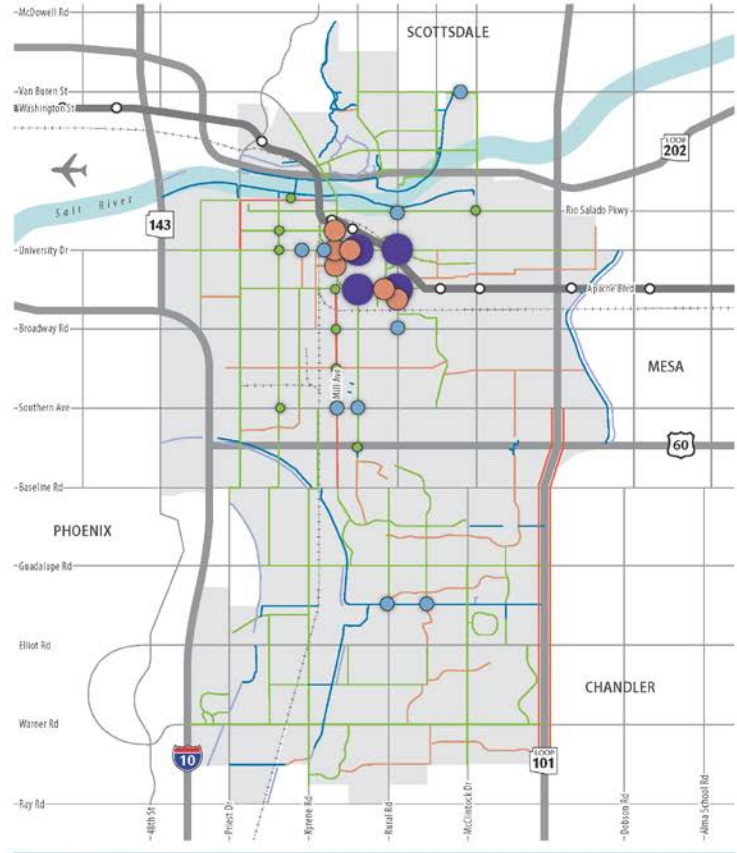 McDowell Rd
SCOTTSDALE
Van Buren St
Washington St
LOOP
202
Salt River
143
Rio Salado Pkwy
University Dr
Apache Blvd
Broadway Rd
MESA
Mill Ave
Southern Ave
60
Baseline Rd
PHOENIX
Guadalupe Rd
Elliot Rd
CHANDLER
Warner Rd
10
LOOP
101
Ray Rd
48th St
Priest Dr
Kyrene Rd
Rural Rd
McClintock Dr
Dobson Rd
Alma School Rd